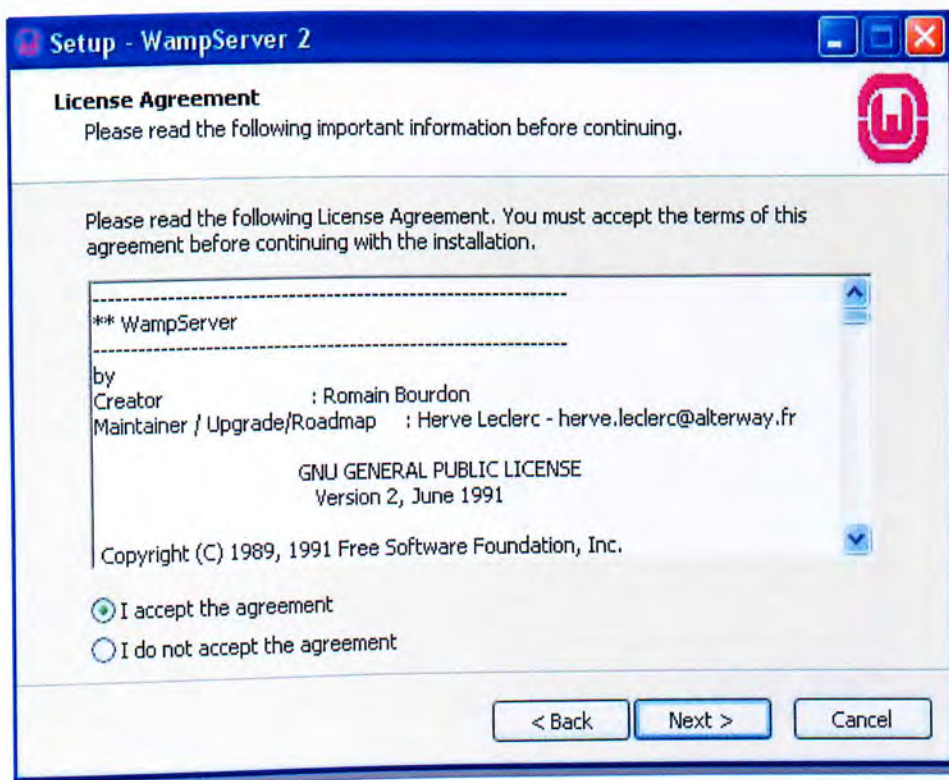 Setup - WampServer 2
License Agreement
Please read the following important information before continuing.
Please read the following License Agreement. You must accept the terms of this
agreement before continuing with the installation.
------------------------------------------------------------
** WampServer
------------------------------------------------------------
by
Creator : Romain Bourdon
Maintainer / Upgrade/Roadmap : Herve Leclerc - herve.leclerc@alterway.fr
GNU GENERAL PUBLIC LICENSE
Version 2, June 1991
Copyright (C) 1989, 1991 Free Software Foundation, Inc.
I accept the agreement
I do not accept the agreement
< Back Next > Cancel